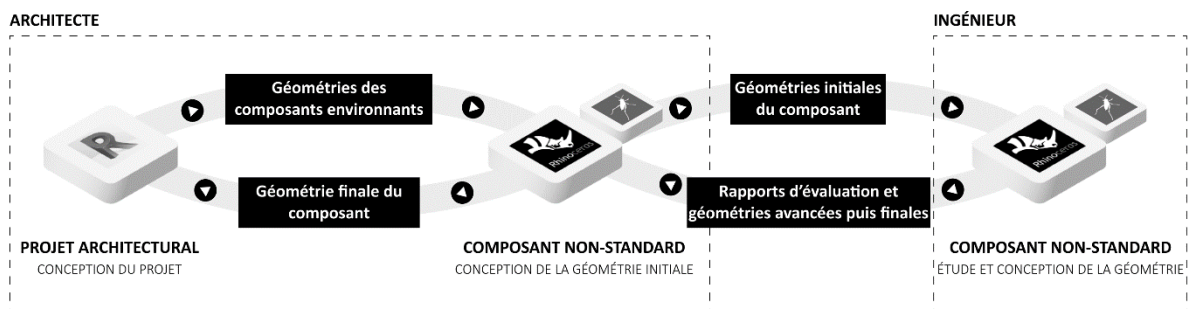 ARCHITECTE
INGÉNIEUR
Géométries des
composants environnants
Géométries initiales
du composant
R
Rhinoceros
Rhinoceros
Géométrie finale du
composant
Rapports d’évaluation et
géométries avancées puis finales
PROJET ARCHITECTURAL
CONCEPTION DU PROJET
COMPOSANT NON-STANDARD
CONCEPTION DE LA GÉOMÉTRIE INITIALE
COMPOSANT NON-STANDARD
ÉTUDE ET CONCEPTION DE LA GÉOMÉTRIE